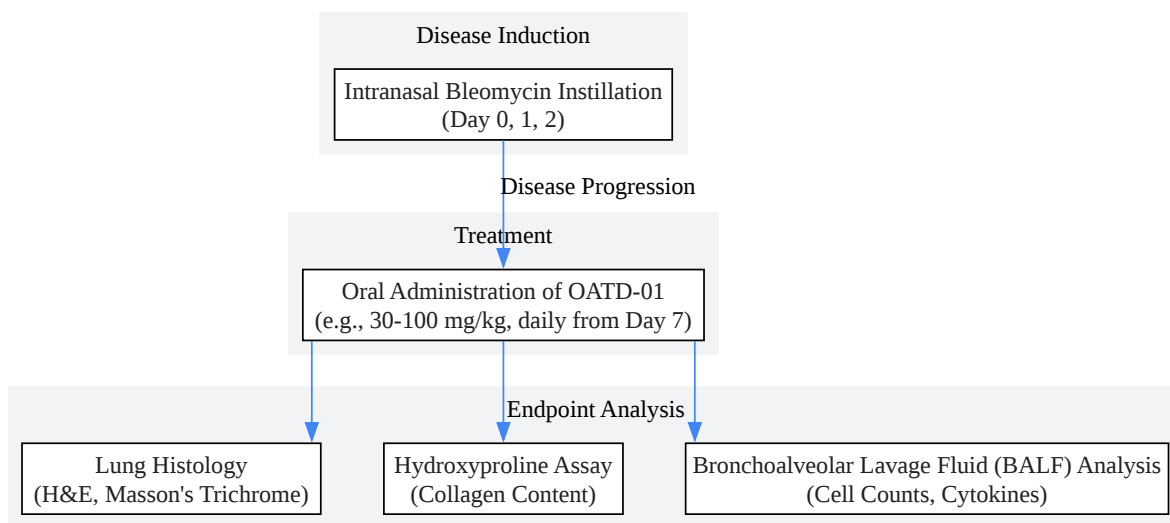 Disease Induction
Intranasal Bleomycin Instillation
(Day 0, 1, 2)
Disease Progression
Treatment
Oral Administration of OATD-01
(e.g., 30-100 mg/kg, daily from Day 7)
Endpoint Analysis
Lung Histology
(H&E, Masson's Trichrome)
Hydroxyproline Assay
(Collagen Content)
Bronchoalveolar Lavage Fluid (BALF) Analysis
(Cell Counts, Cytokines)